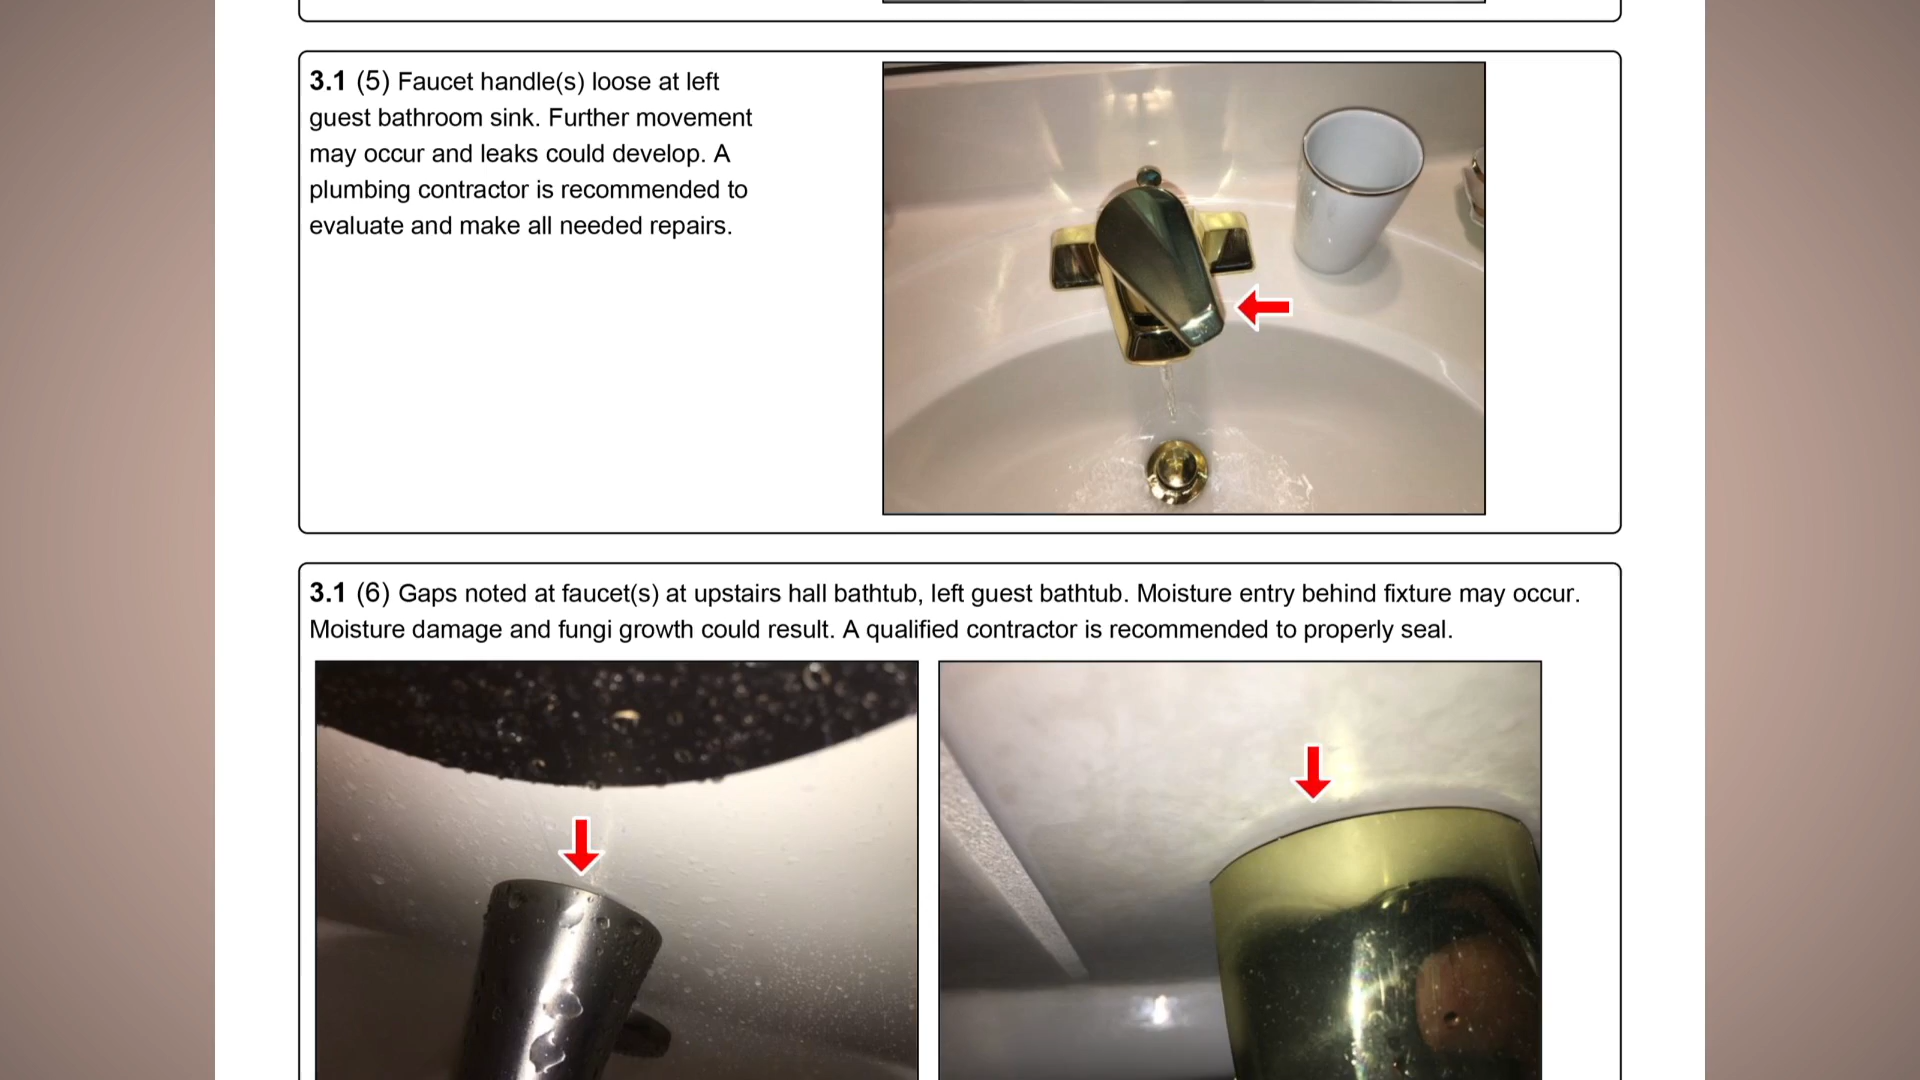 3.1 (5) Faucet handle(s) loose at left
guest bathroom sink. Further movement
may occur and leaks could develop. A
plumbing contractor is recommended to
evaluate and make all needed repairs.
3.1 (6) Gaps noted at faucet(s) at upstairs hall bathtub, left guest bathtub. Moisture entry behind fixture may occur.
Moisture damage and fungi growth could result. A qualified contractor is recommended to properly seal.